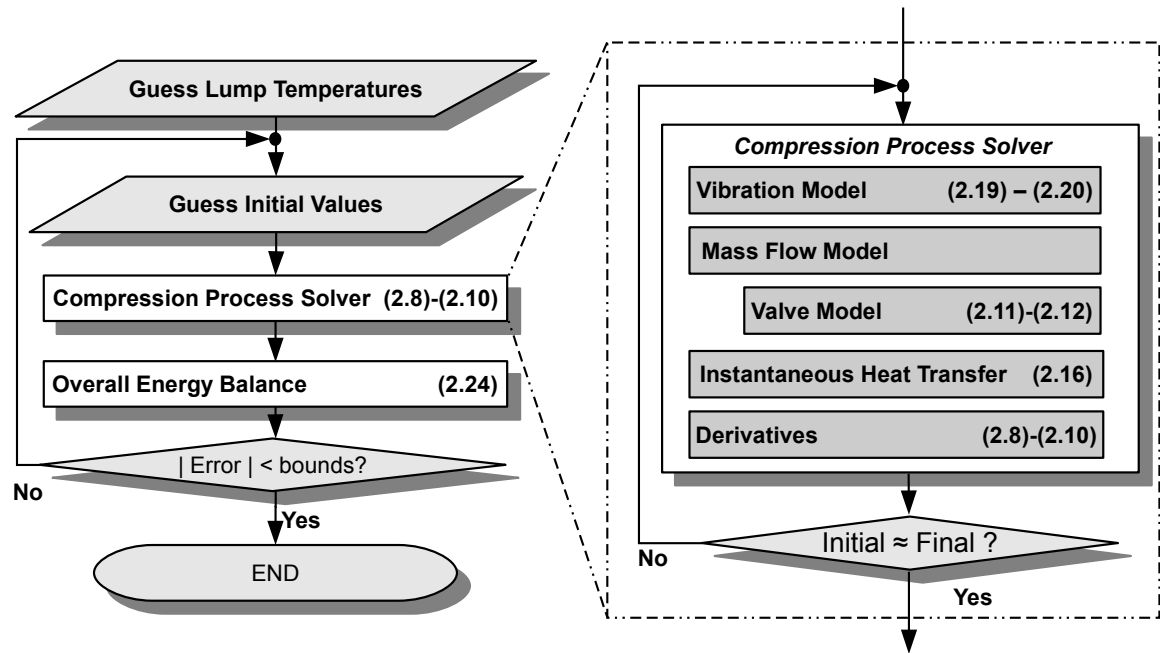 Guess Lump Temperatures
Guess Initial Values
Compression Process Solver (2.8)-(2.10)
Overall Energy Balance (2.24)
| Error | < bounds?
No
Yes
END
Compression Process Solver
Vibration Model (2.19) – (2.20)
Mass Flow Model
Valve Model (2.11)-(2.12)
Instantaneous Heat Transfer (2.16)
Derivatives (2.8)-(2.10)
Initial ≈ Final ?
No
Yes